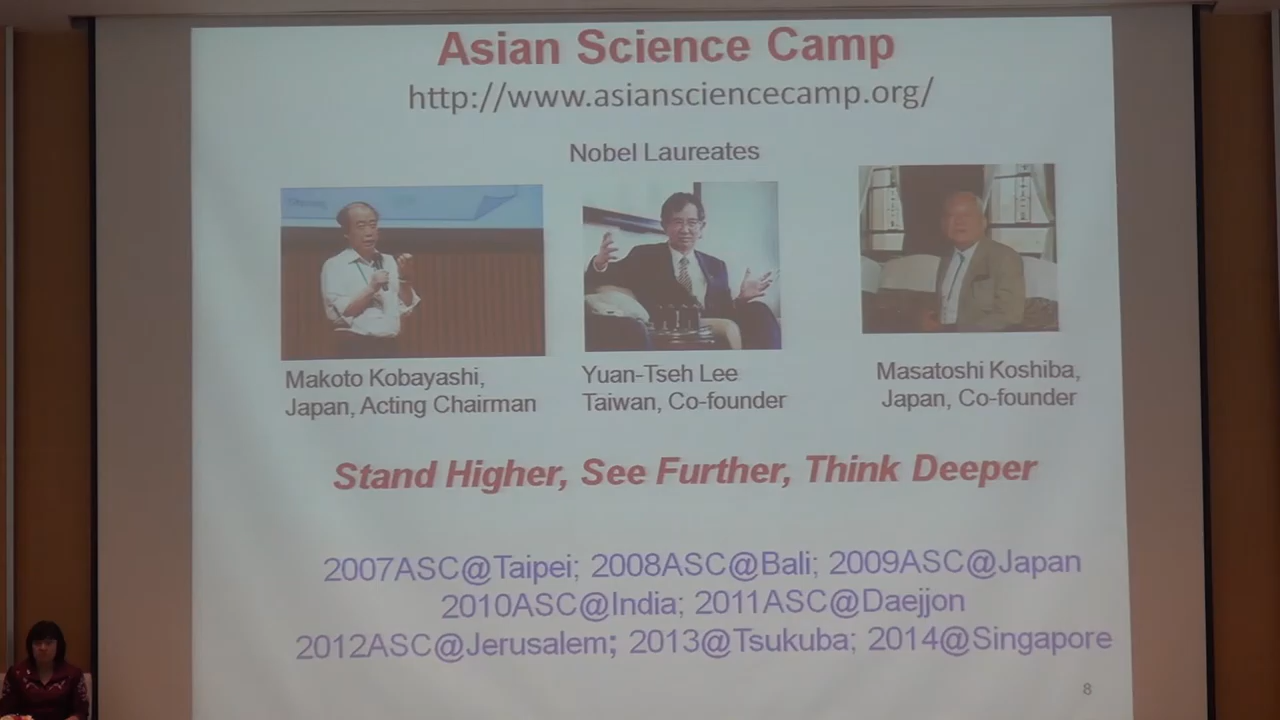 Asian Science Camp
http://www.asiansciencecamp.org/
Nobel Laureates
Makoto Kobayashi,
Japan, Acting Chairman
Yuan-Tseh Lee
Taiwan, Co-founder
Masatoshi Koshiba,
Japan, Co-founder
Stand Higher, See Further, Think Deeper
2007ASC@Taipei; 2008ASC@Bali; 2009ASC@Japan
2010ASC@India; 2011ASC@Daejjon
2012ASC@Jerusalem; 2013@Tsukuba; 2014@Singapore
8